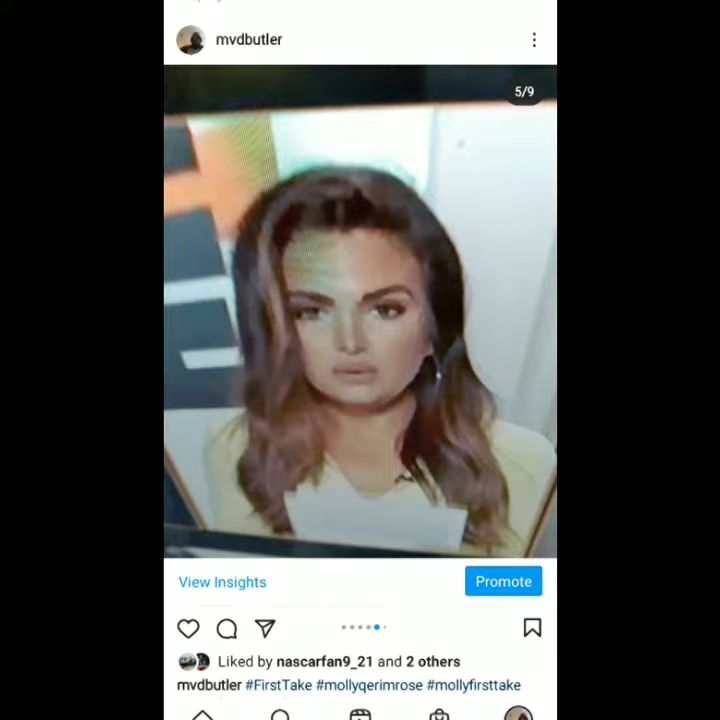 mvdbutler
5/9
View Insights
Promote
Liked by nascarfan9_21 and 2 others
mvdbutler #FirstTake #mollyqerimrose #mollyfirsttake